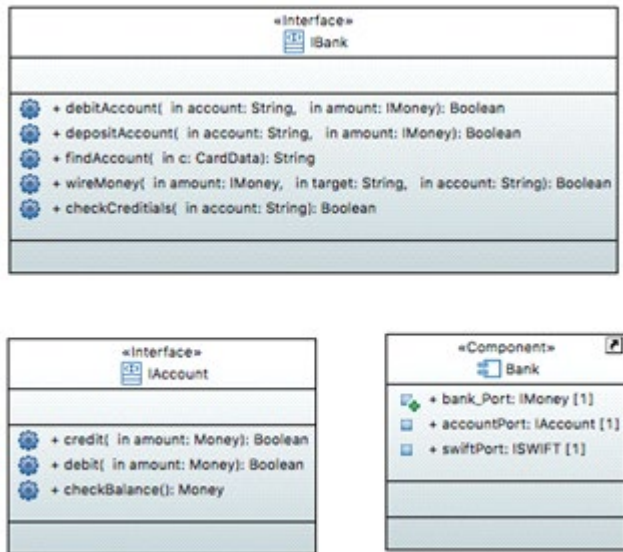 «Interface»
IBank
+ debitAccount( in account: String, in amount: IMoney): Boolean
+ depositAccount( in account: String, in amount: IMoney): Boolean
+ findAccount( in c: CardData): String
+ wireMoney( in amount: IMoney, in target: String, in account: String): Boolean
+ checkCreditials( in account: String): Boolean
«Interface»
IAccount
+ credit( in amount: Money): Boolean
+ debit( in amount: Money): Boolean
+ checkBalance(): Money
«Component»
Bank
+ bank_Port: IMoney [1]
+ accountPort: IAccount [1]
+ swiftPort: ISWIFT [1]